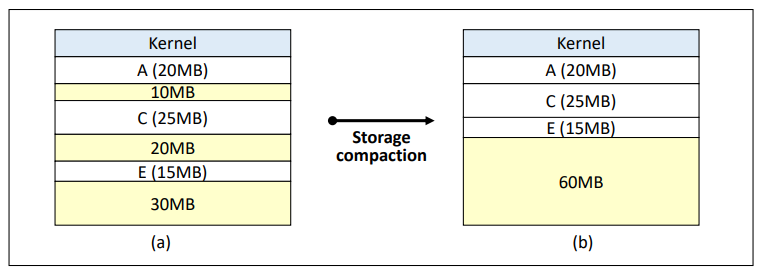 Kernel
A (20MB)
10MB
C (25MB)
20MB
E (15MB)
30MB
(a)
Storage
compaction
Kernel
A (20MB)
C (25MB)
E (15MB)
60MB
(b)